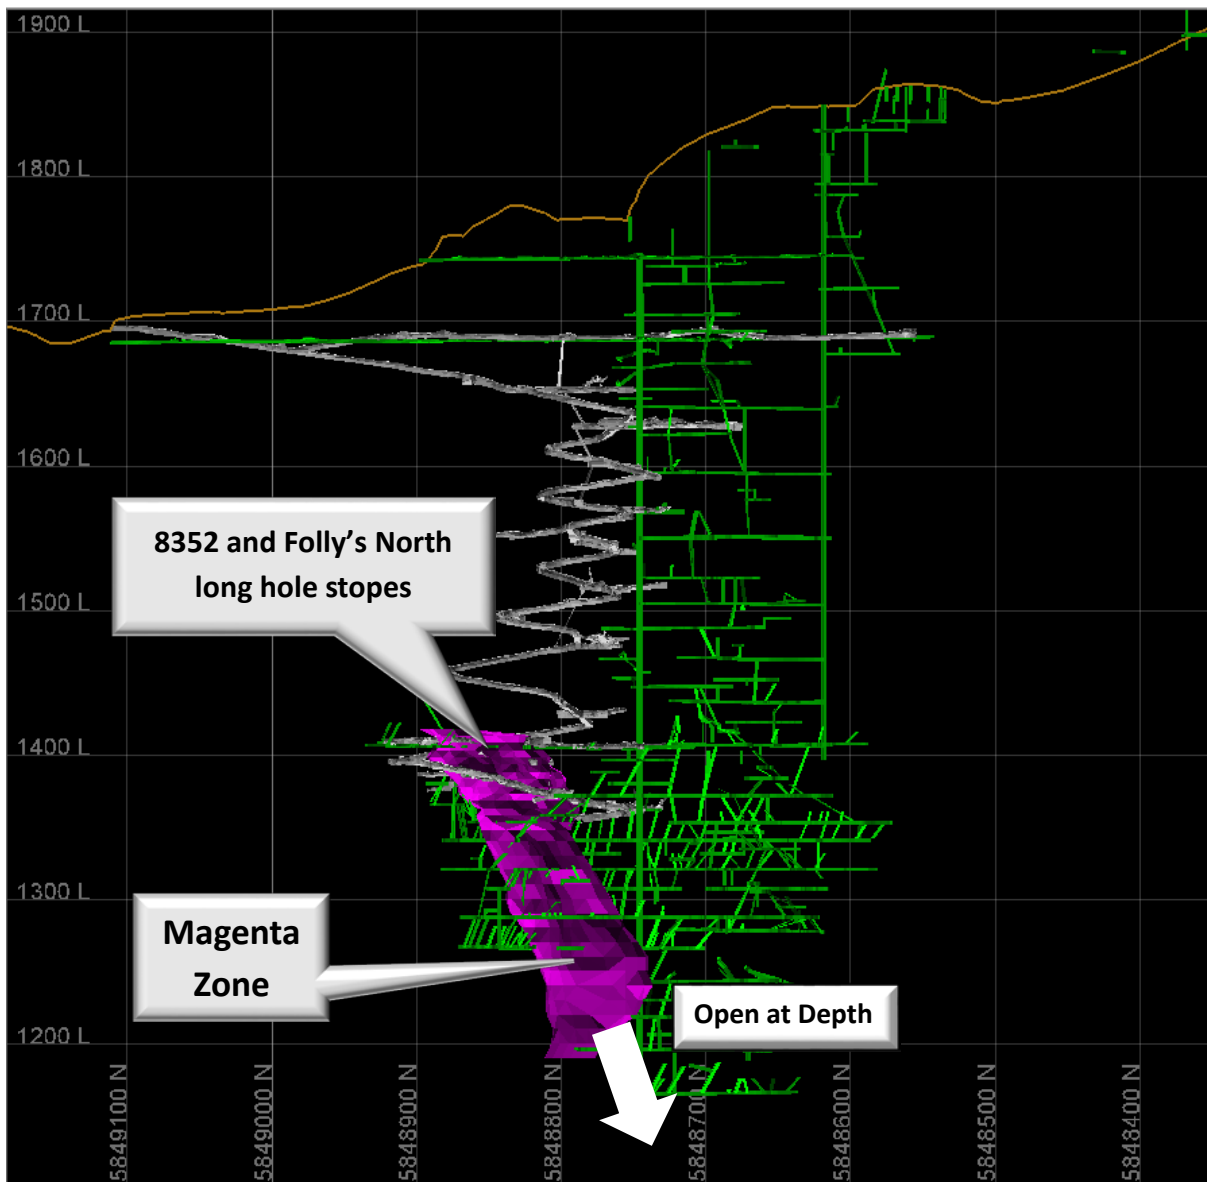 1900 L
1800 L
1700 L
1600 L
8352 and Folly's North
long hole stopes
1500 L
1400 L
1300 L
Magenta
Zone
Open at Depth
1200 L
5849100 N
5849000 N
5848900 N
5848800 N
5848700 N
5848600 N
5848500 N
5848400 N